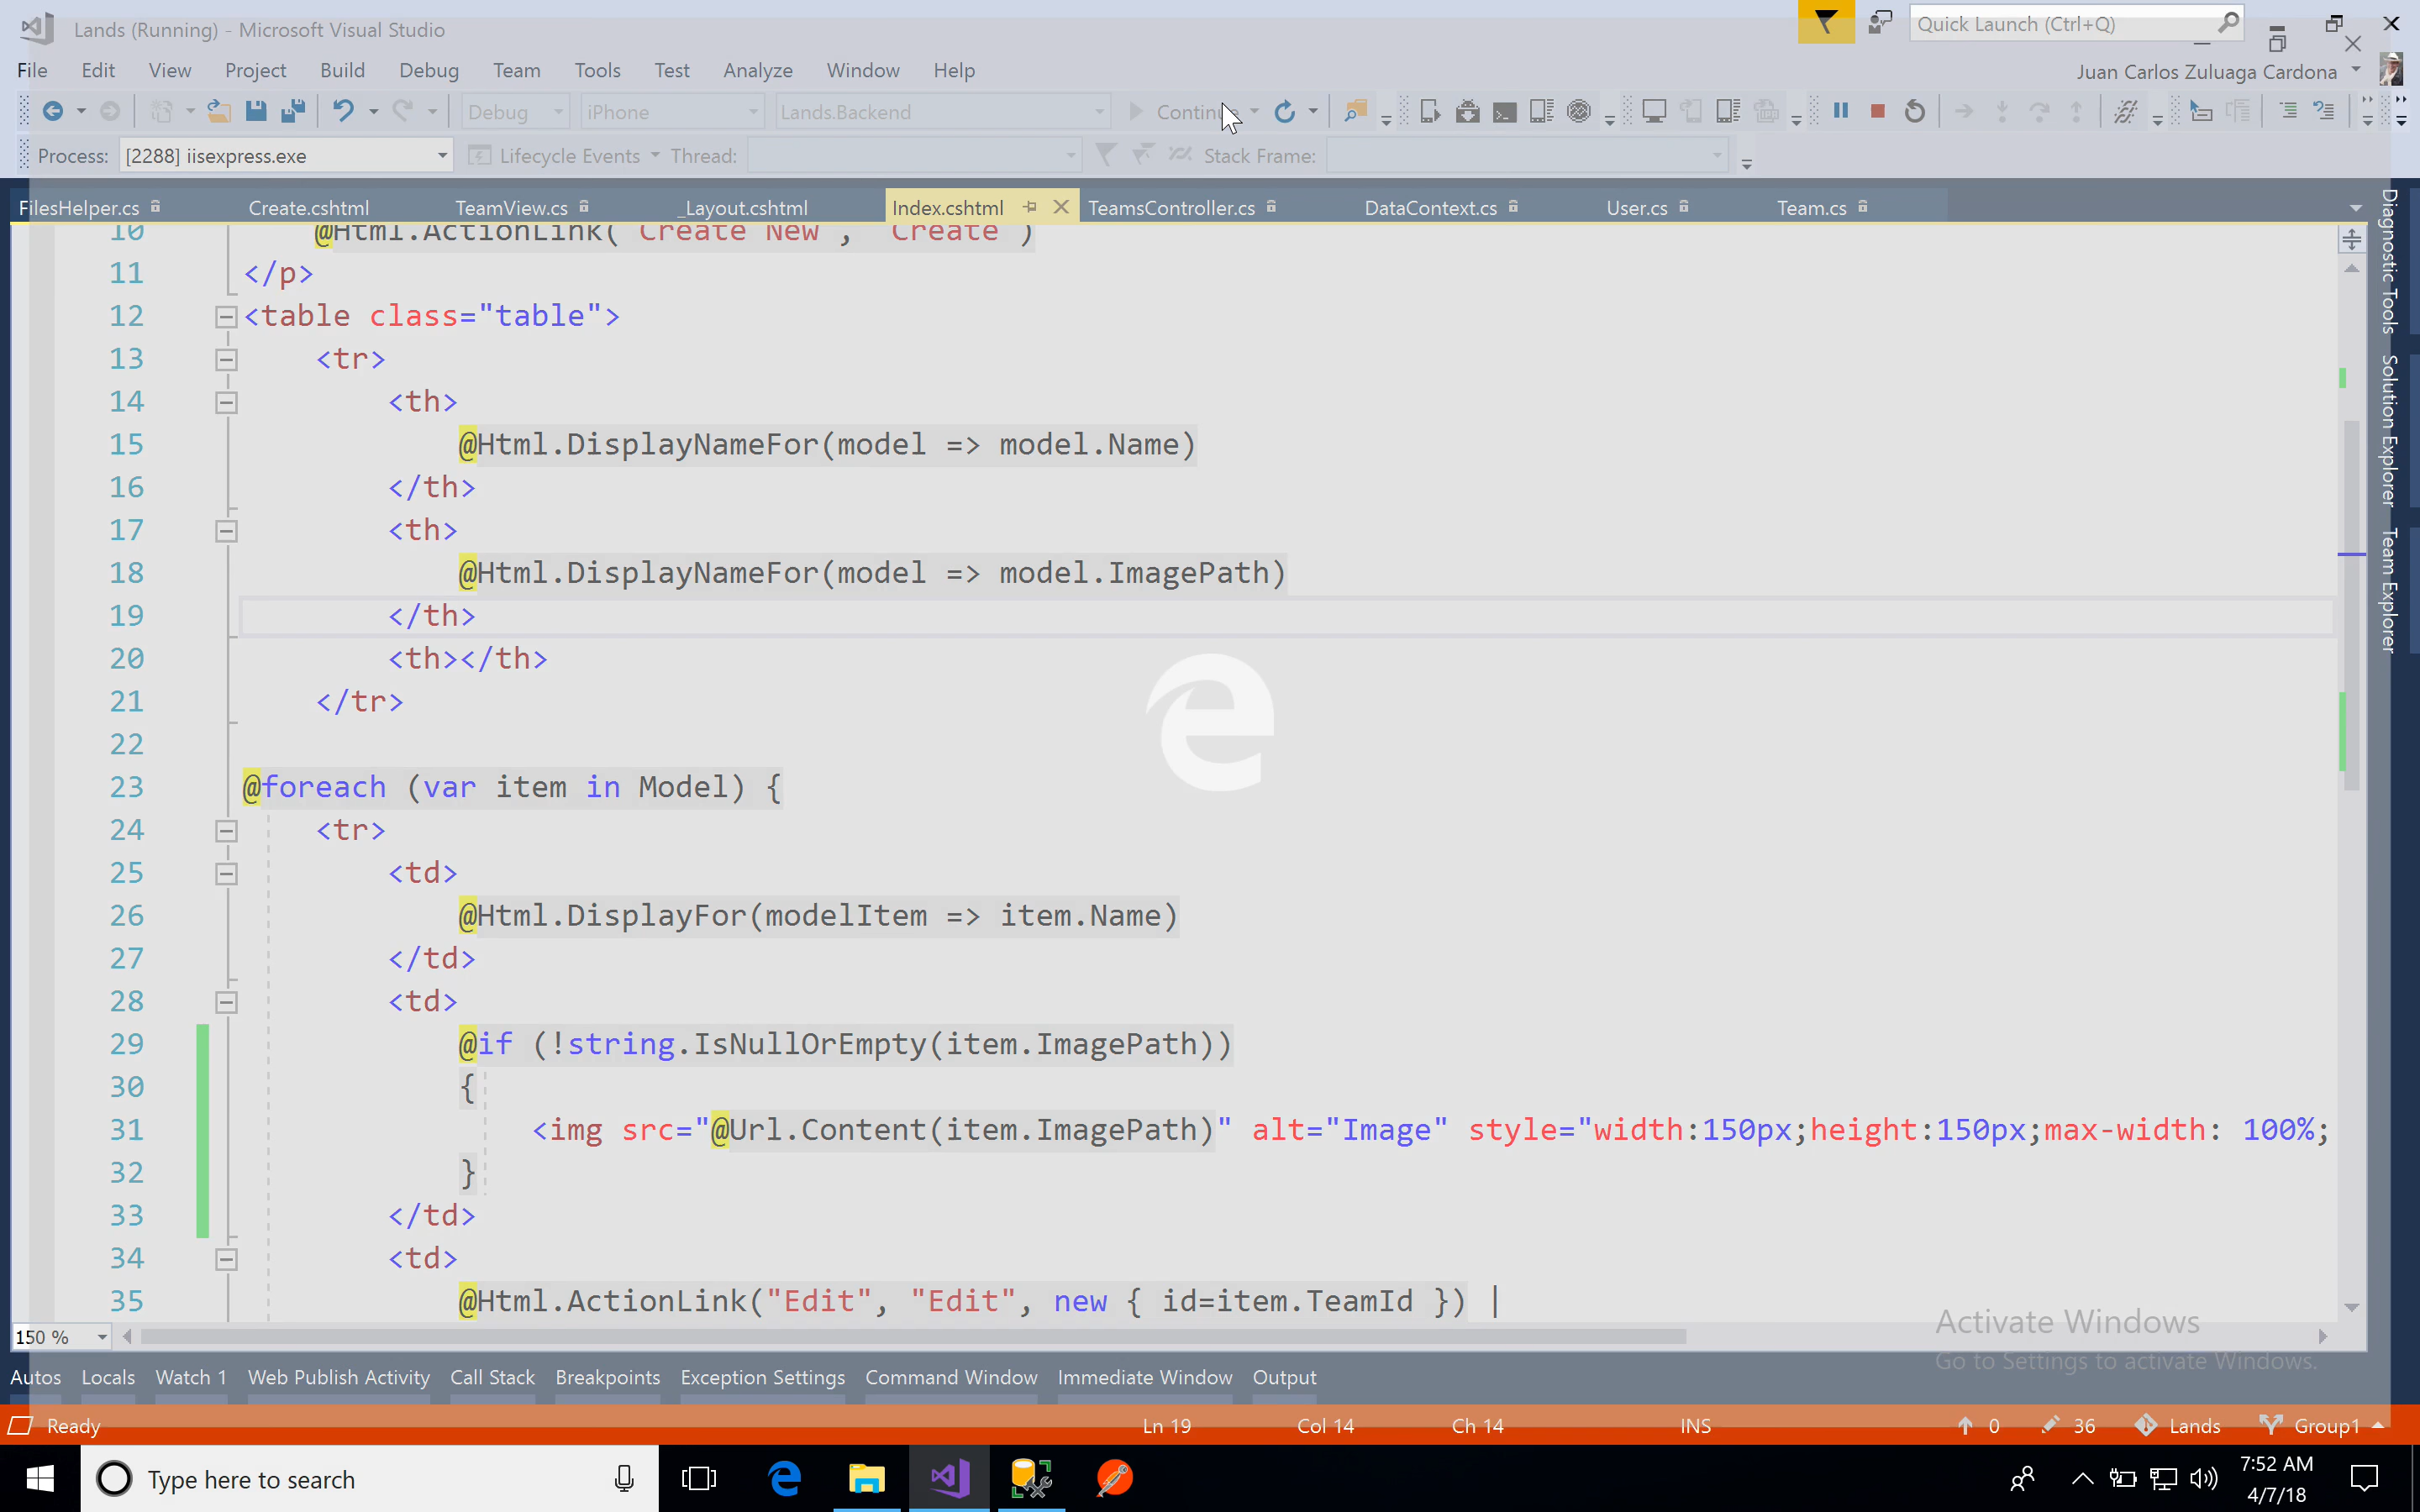 Lands (Running) - Microsoft Visual Studio
Quick Launch (Ctrl+Q)
File Edit View Project Build Debug Team Tools Test Analyze Window Help
Juan Carlos Zuluaga Cardona
Debug iPhone Lands.Backend Continue
Process: [2288] iisexpress.exe Lifecycle Events Thread: Stack Frame:
FilesHelper.cs Create.cshtml TeamView.cs _Layout.cshtml Index.cshtml TeamsController.cs DataContext.cs User.cs Team.cs
10 @Html.ActionLink("Create New", "Create")
11 </p>
12 <table class="table">
13 <tr>
14 <th>
15 @Html.DisplayNameFor(model => model.Name)
16 </th>
17 <th>
18 @Html.DisplayNameFor(model => model.ImagePath)
19 </th>
20 <th></th>
21 </tr>
22
23 @foreach (var item in Model) {
24 <tr>
25 <td>
26 @Html.DisplayFor(modelItem => item.Name)
27 </td>
28 <td>
29 @if (!string.IsNullOrEmpty(item.ImagePath))
30 {
31 <img src="@Url.Content(item.ImagePath)" alt="Image" style="width:150px;height:150px;max-width: 100%;
32 }
33 </td>
34 <td>
35 @Html.ActionLink("Edit", "Edit", new { id=item.TeamId }) |
Diagnostic Tools
Solution Explorer
Team Explorer
Activate Windows
Go to Settings to activate Windows.
150 %
Autos Locals Watch 1 Web Publish Activity Call Stack Breakpoints Exception Settings Command Window Immediate Window Output
Ready Ln 19 Col 14 Ch 14 INS 0 36 Lands Group1
Type here to search
7:52 AM
4/7/18